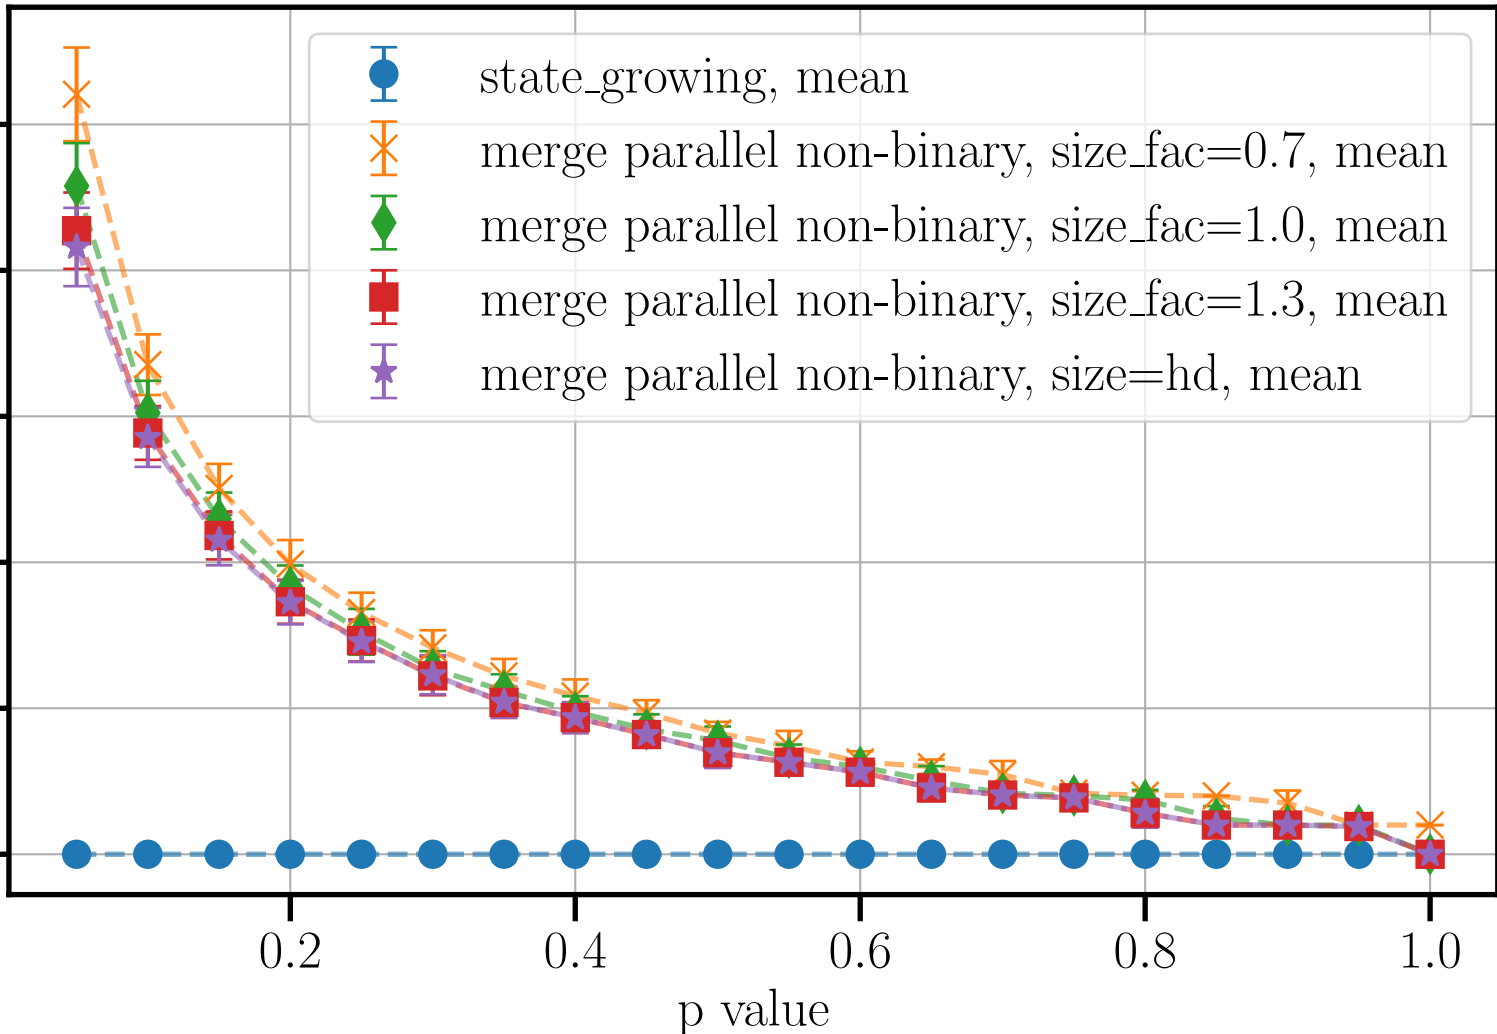 state_growing, mean
merge parallel non-binary, size_fac=0.7, mean
merge parallel non-binary, size_fac=1.0, mean
merge parallel non-binary, size_fac=1.3, mean
merge parallel non-binary, size=hd, mean
0.2 0.4 0.6 0.8 1.0
p value